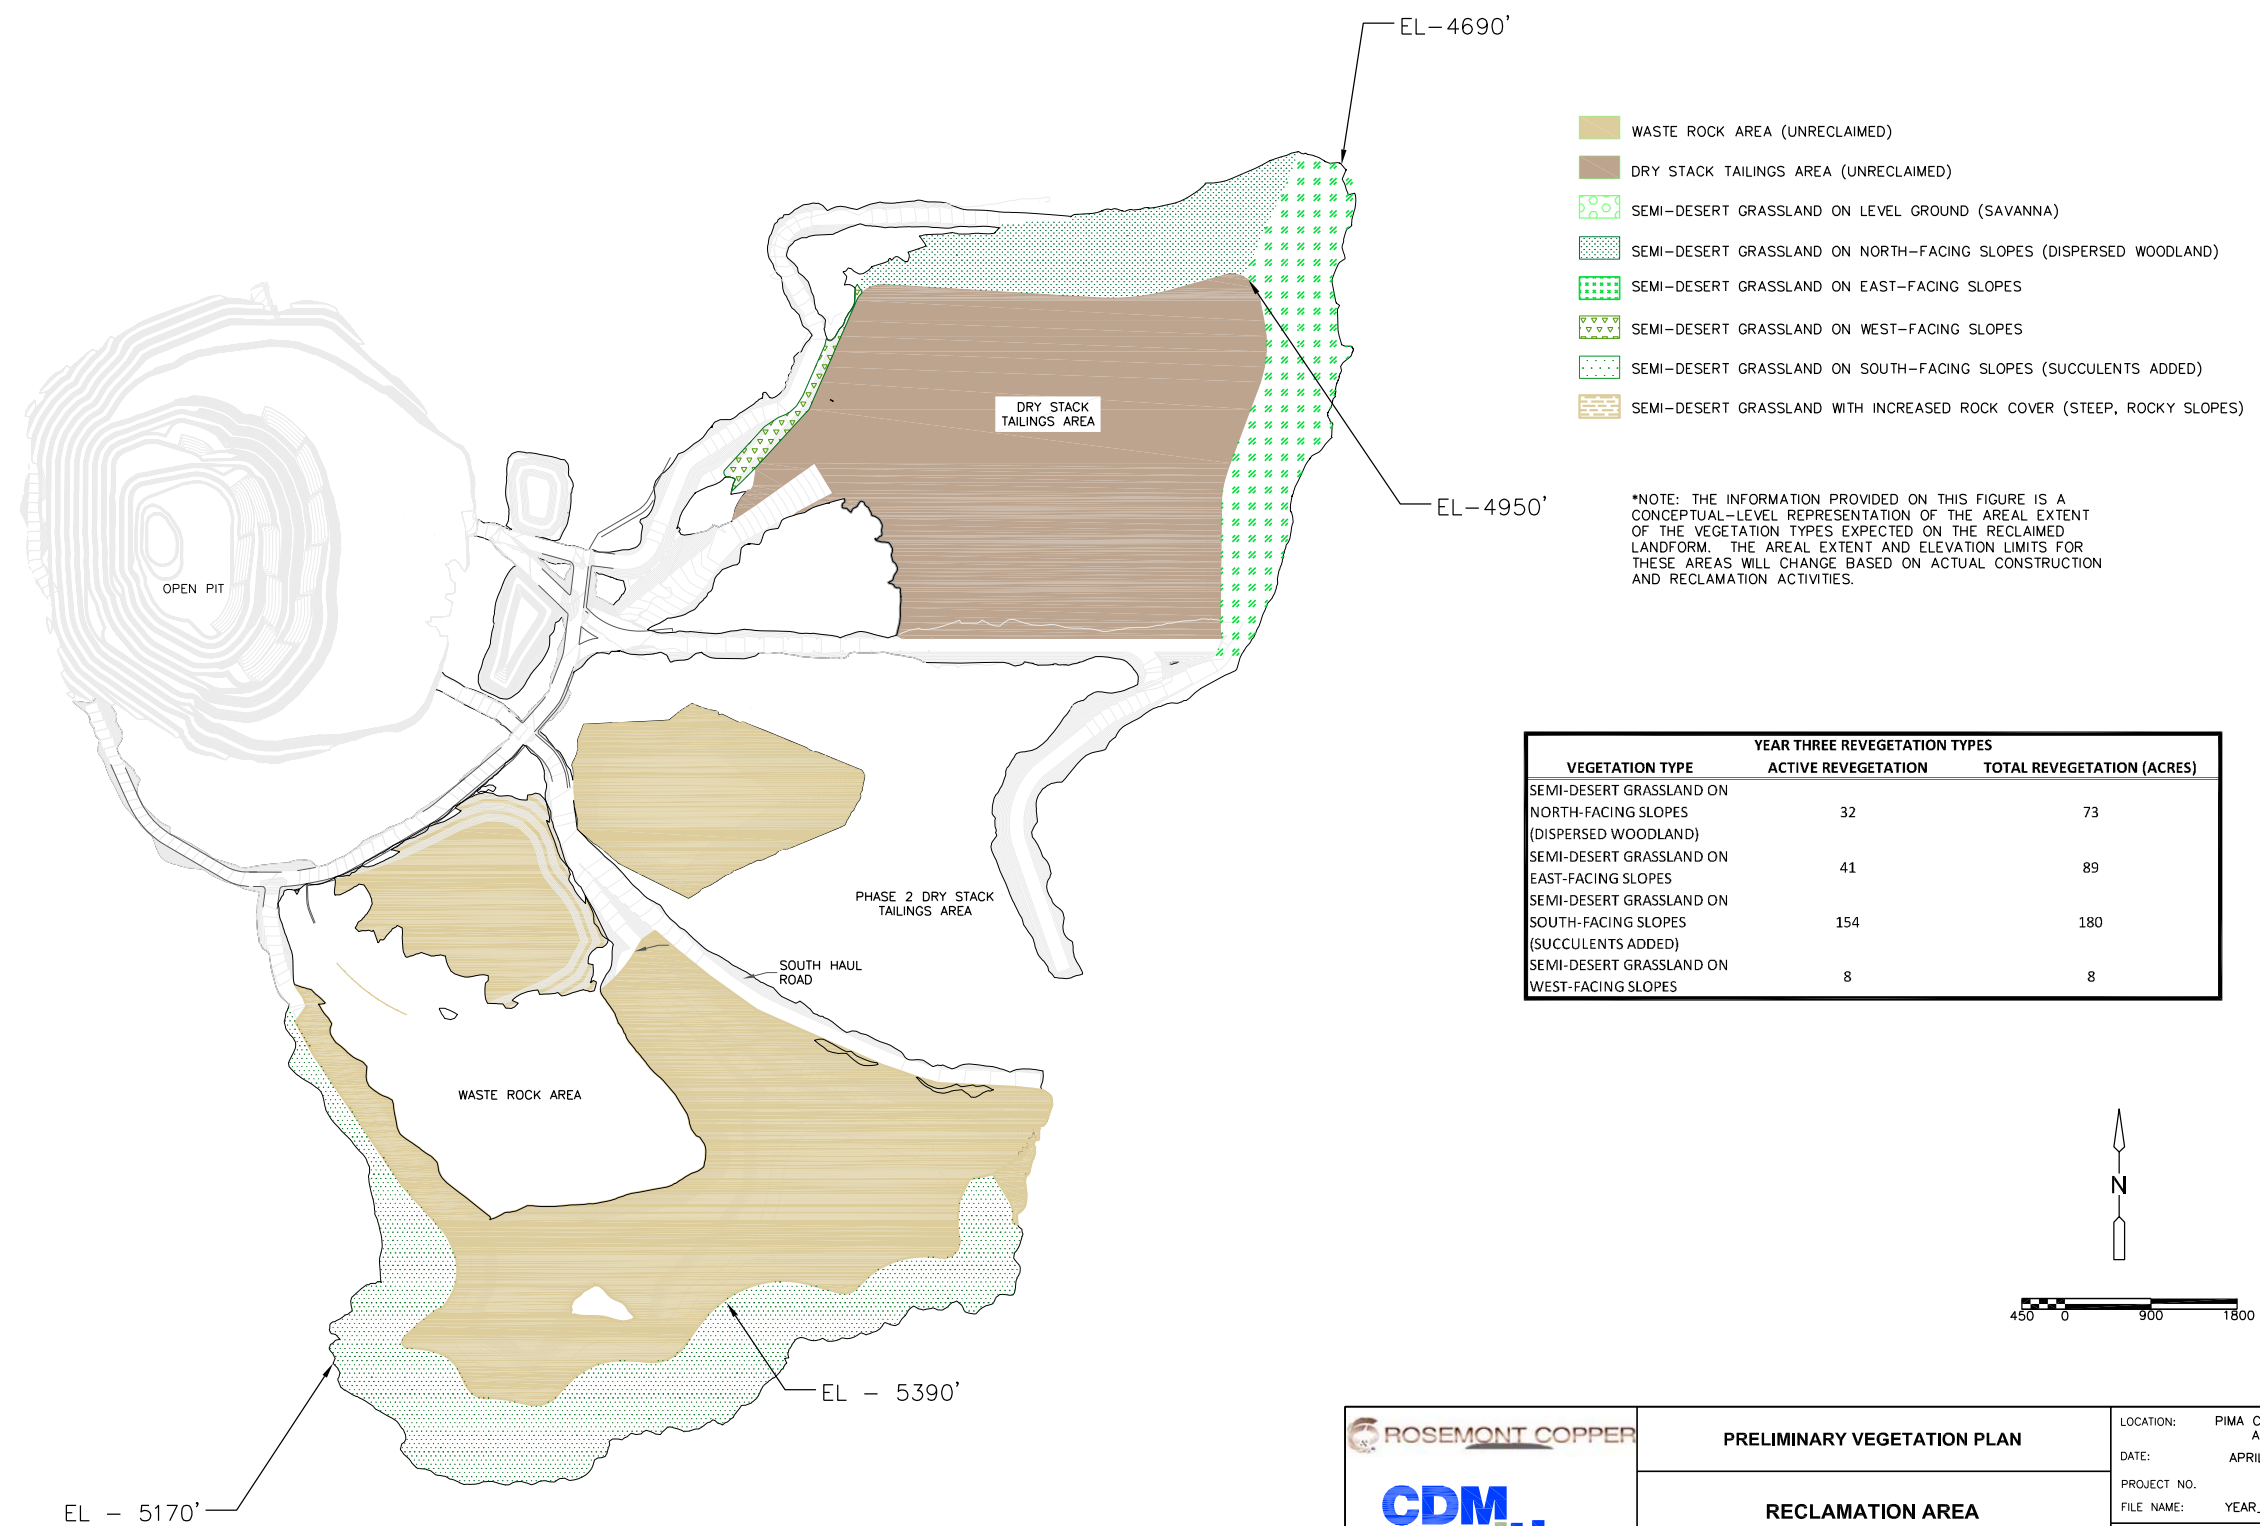 EL-4690'
WASTE ROCK AREA (UNRECLAIMED)
DRY STACK TAILINGS AREA (UNRECLAIMED)
SEMI-DESERT GRASSLAND ON LEVEL GROUND (SAVANNA)
SEMI-DESERT GRASSLAND ON NORTH-FACING SLOPES (DISPERSED WOODLAND)
SEMI-DESERT GRASSLAND ON EAST-FACING SLOPES
SEMI-DESERT GRASSLAND ON WEST-FACING SLOPES
SEMI-DESERT GRASSLAND ON SOUTH-FACING SLOPES (SUCCULENTS ADDED)
SEMI-DESERT GRASSLAND WITH INCREASED ROCK COVER (STEEP, ROCKY SLOPES)
DRY STACK
TAILINGS AREA
EL-4950'
*NOTE: THE INFORMATION PROVIDED ON THIS FIGURE IS A
CONCEPTUAL-LEVEL REPRESENTATION OF THE AREAL EXTENT
OF THE VEGETATION TYPES EXPECTED ON THE RECLAIMED
LANDFORM. THE AREAL EXTENT AND ELEVATION LIMITS FOR
THESE AREAS WILL CHANGE BASED ON ACTUAL CONSTRUCTION
AND RECLAMATION ACTIVITIES.
OPEN PIT
YEAR THREE REVEGETATION TYPES
VEGETATION TYPE ACTIVE REVEGETATION TOTAL REVEGETATION (ACRES)
SEMI-DESERT GRASSLAND ON
NORTH-FACING SLOPES 32 73
(DISPERSED WOODLAND)
SEMI-DESERT GRASSLAND ON
EAST-FACING SLOPES 41 89
SEMI-DESERT GRASSLAND ON
SOUTH-FACING SLOPES 154 180
(SUCCULENTS ADDED)
SEMI-DESERT GRASSLAND ON
WEST-FACING SLOPES 8 8
PHASE 2 DRY STACK
TAILINGS AREA
SOUTH HAUL
ROAD
WASTE ROCK AREA
N
450 0 900 1800
EL - 5390'
EL - 5170'
ROSEMONT COPPER
CDM
PRELIMINARY VEGETATION PLAN
RECLAMATION AREA
LOCATION: PIMA C
A
DATE: APRIL
PROJECT NO.
FILE NAME: YEAR_